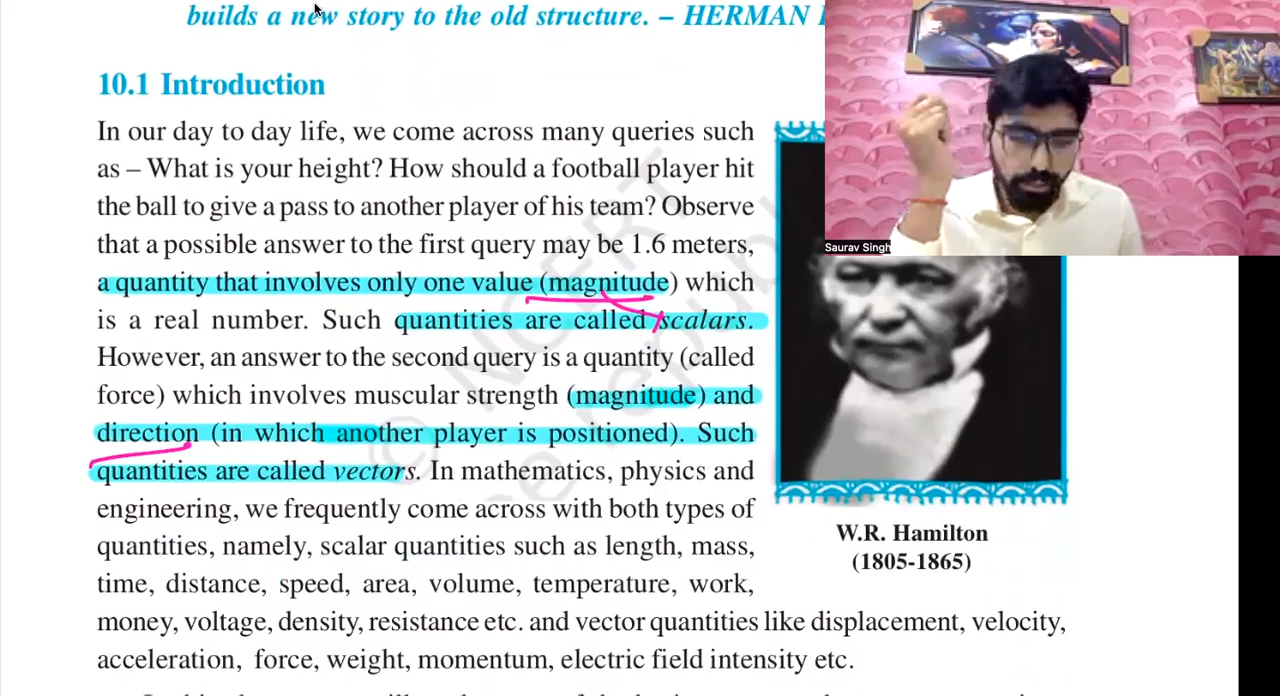 builds a new story to the old structure. – HERMAN
10.1 Introduction
In our day to day life, we come across many queries such
as – What is your height? How should a football player hit
the ball to give a pass to another player of his team? Observe
that a possible answer to the first query may be 1.6 meters,
a quantity that involves only one value (magnitude) which
is a real number. Such quantities are called scalars.
However, an answer to the second query is a quantity (called
force) which involves muscular strength (magnitude) and
direction (in which another player is positioned). Such
quantities are called vectors. In mathematics, physics and
engineering, we frequently come across with both types of
quantities, namely, scalar quantities such as length, mass,
time, distance, speed, area, volume, temperature, work,
money, voltage, density, resistance etc. and vector quantities like displacement, velocity,
acceleration, force, weight, momentum, electric field intensity etc.
Saurav Singh
W.R. Hamilton
(1805-1865)
© NCERT